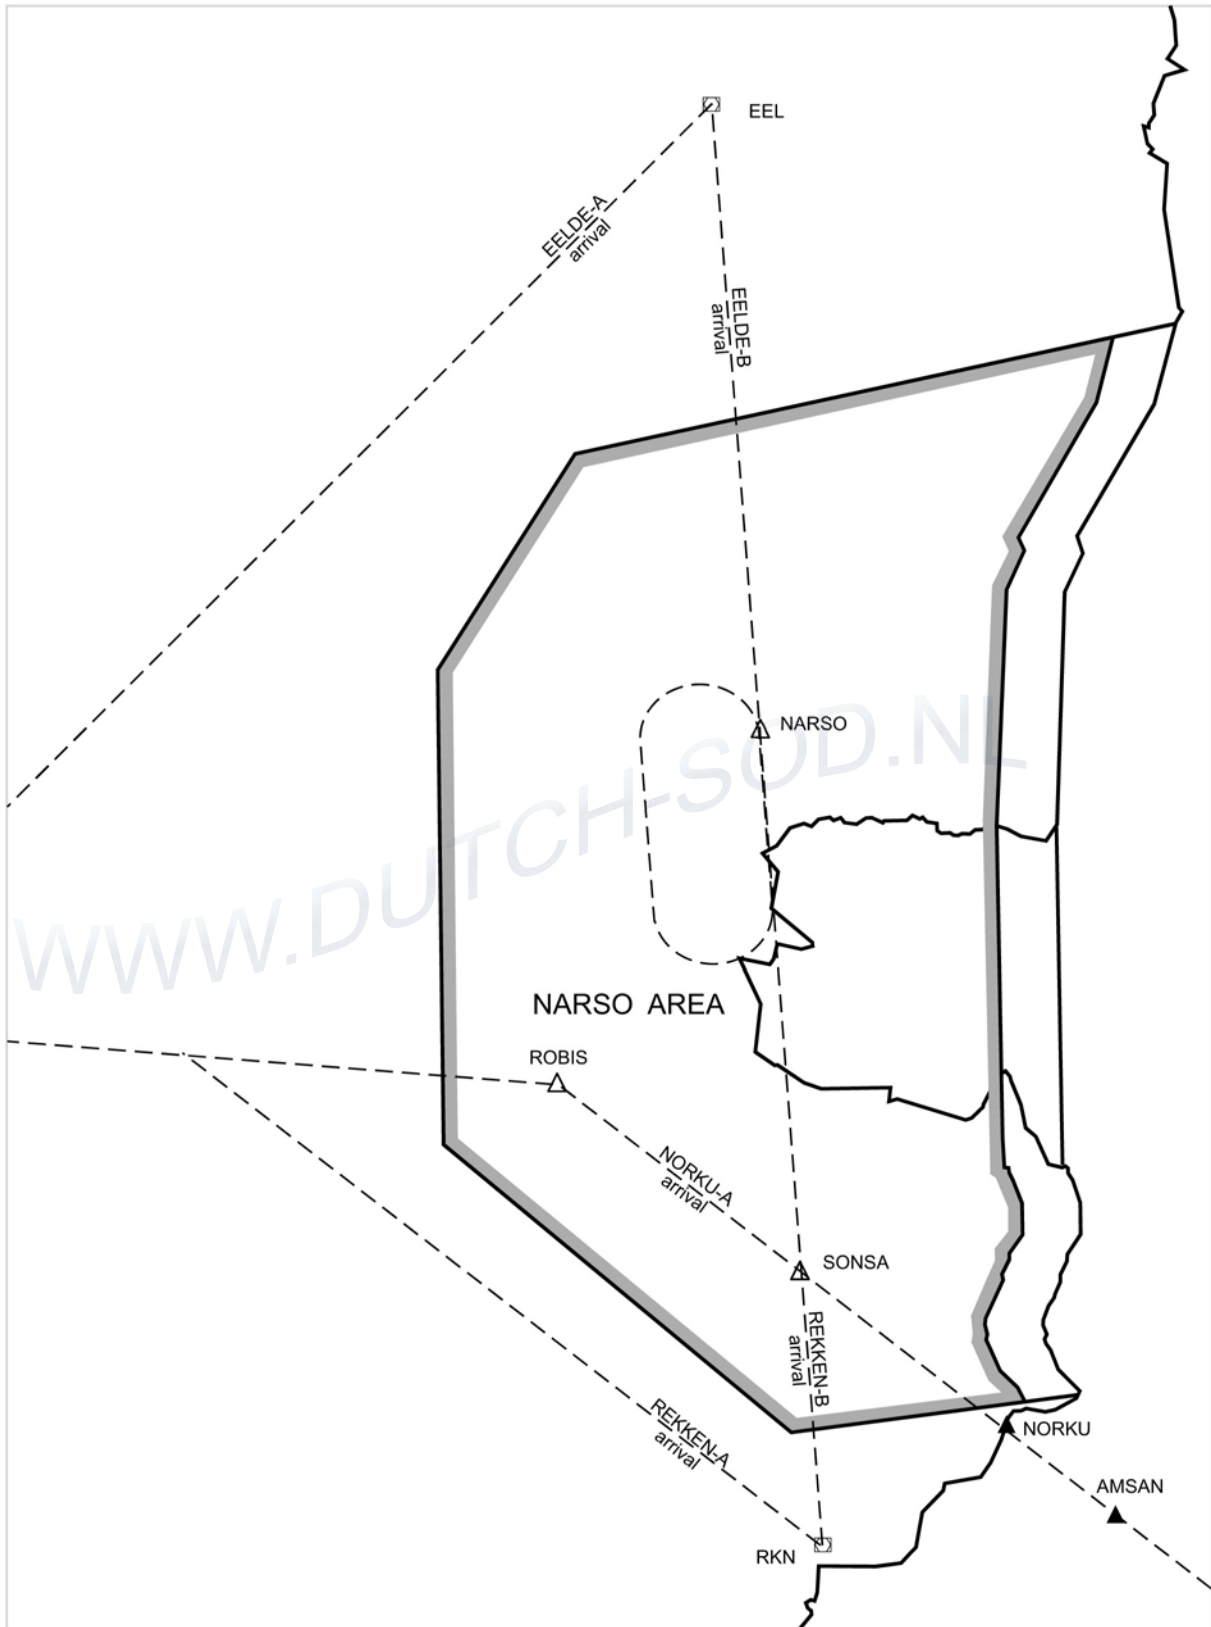 EEL
EELDE-A
arrival
EELDE-B
arrival
NARSO
WWW.DUTCH-SOD.NL
NARSO AREA
ROBIS
NORKU-A
arrival
SONSA
REKKEN-B
arrival
REKKEN-A
arrival
NORKU
AMSAN
RKN